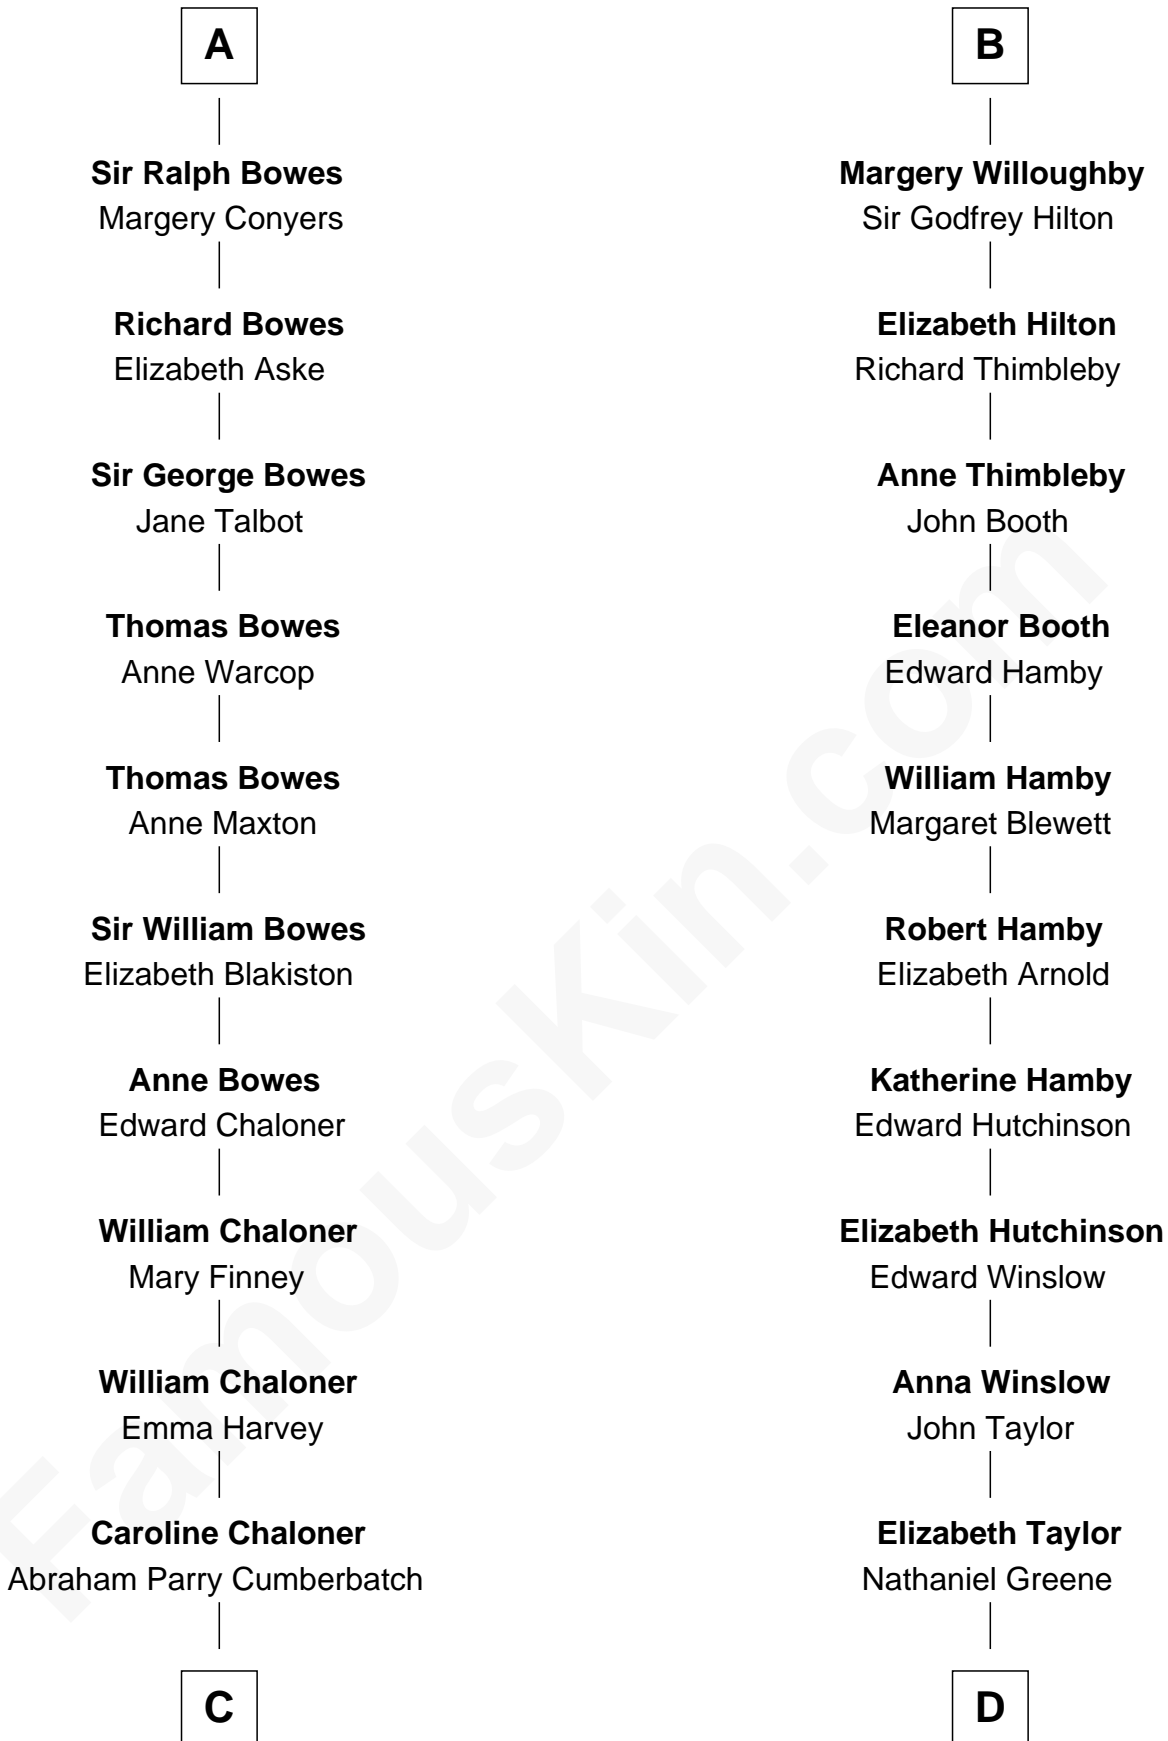 A
Sir Ralph Bowes
Margery Conyers
Richard Bowes
Elizabeth Aske
Sir George Bowes
Jane Talbot
Thomas Bowes
Anne Warcop
Thomas Bowes
Anne Maxton
Sir William Bowes
Elizabeth Blakiston
Anne Bowes
Edward Chaloner
William Chaloner
Mary Finney
William Chaloner
Emma Harvey
Caroline Chaloner
Abraham Parry Cumberbatch
C
B
Margery Willoughby
Sir Godfrey Hilton
Elizabeth Hilton
Richard Thimbleby
Anne Thimbleby
John Booth
Eleanor Booth
Edward Hamby
William Hamby
Margaret Blewett
Robert Hamby
Elizabeth Arnold
Katherine Hamby
Edward Hutchinson
Elizabeth Hutchinson
Edward Winslow
Anna Winslow
John Taylor
Elizabeth Taylor
Nathaniel Greene
D
FamousKin.com